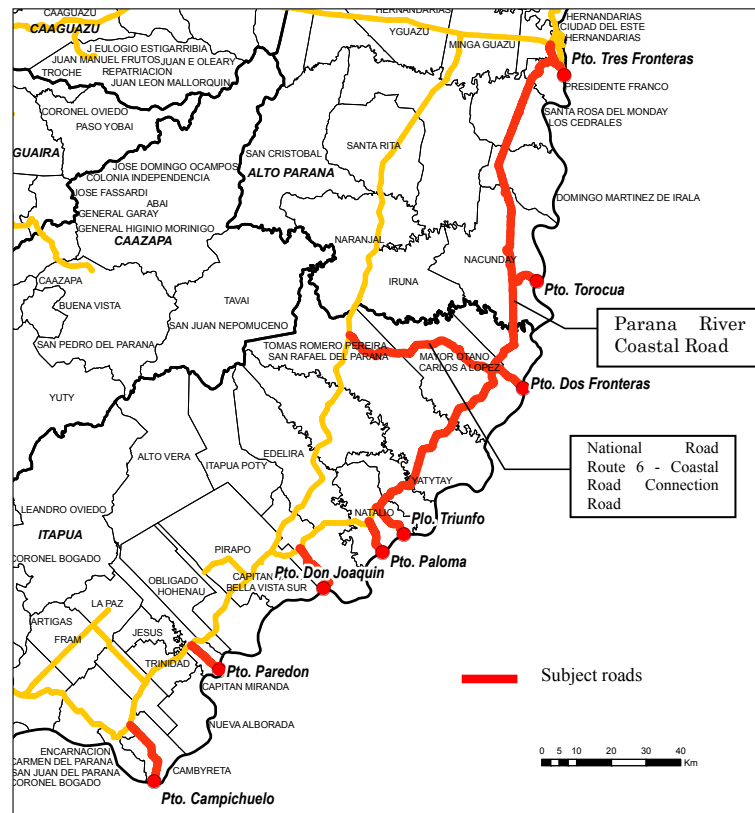 CAAGUAZU
CAAGUAZU
J EULOGIO ESTIGARRIBIA
JUAN MANUEL FRUTOS
JUAN E OLEARY
TROCHE
REPATRIACION
JUAN LEON MALLORQUIN
HERNANDARIAS
YGUAZU
MINGA GUAZU
HERNANDARIAS
CIUDAD DEL ESTE
HERNANDARIAS
Pto. Tres Fronteras
PRESIDENTE FRANCO
SANTA ROSA DEL MONDAY
LOS CEDRALES
CORONEL OVIEDO
PASO YOBAI
GUAIRA
JOSE DOMINGO OCAMPOS
COLONIA INDEPENDENCIA
JOSE FASSARDI
ABAI
GENERAL GARAY
GENERAL HIGINIO MORINIGO
CAAZAPA
SAN CRISTOBAL
SANTA RITA
ALTO PARANA
DOMINGO MARTINEZ DE IRALA
NARANJAL
NACUNDAY
IRUNA
CAAZAPA
BUENA VISTA
TAVAI
SAN JUAN NEPOMUCENO
SAN PEDRO DEL PARANA
Pto. Torocua
Parana River
Coastal Road
TOMAS ROMERO PEREIRA
SAN RAFAEL DEL PARANA
MAYOR OTANO
CARLOS A LOPEZ
Pto. Dos Fronteras
YUTY
ALTO VERA
EDELIRA
ITAPUA POTY
National Road
Route 6 - Coastal
Road Connection
Road
YATYTAY
LEANDRO OVIEDO
ITAPUA
CORONEL BOGADO
NATALIO
Plo. Triunfo
Pto. Paloma
PIRAPO
OBLIGADO
HOHENAU
CAPITAN
Pto. Don Joaquin
BELLA VISTA SUR
LA PAZ
ARTIGAS
FRAM
JESUS
TRINIDAD
Pto. Paredon
CAPITAN MIRANDA
Subject roads
NUEVA ALBORADA
ENCARNACION
CARMEN DEL PARANA
SAN JUAN DEL PARANA
CORONEL BOGADO
CAMBYRETA
Pto. Campichuelo
0 5 10 20 30 40
Km